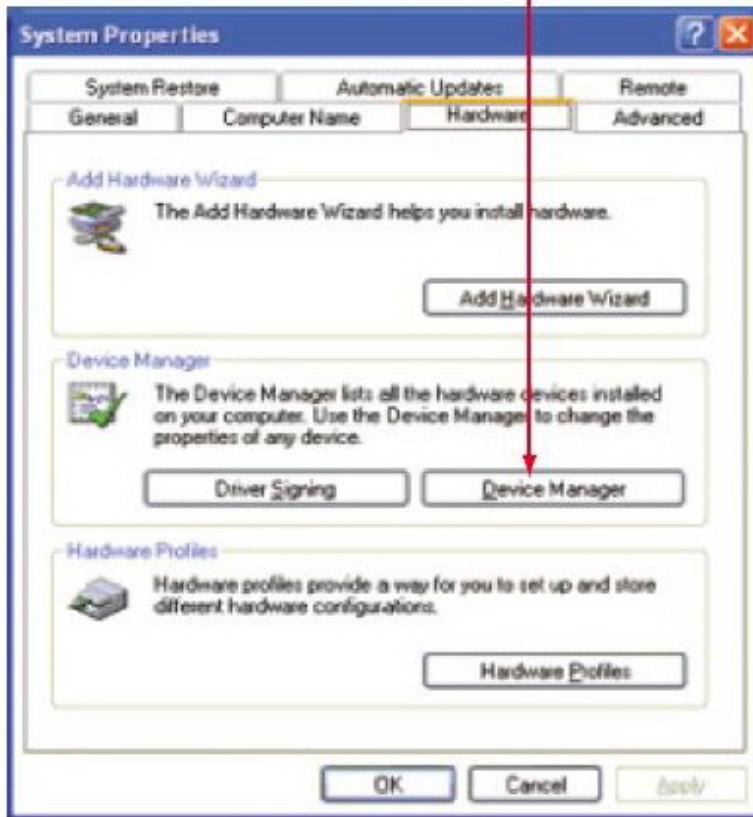 System Properties
System Restore Automatic Updates Remote
General Computer Name Hardware Advanced
Add Hardware Wizard
The Add Hardware Wizard helps you install hardware.
Add Hardware Wizard
Device Manager
The Device Manager lists all the hardware devices installed
on your computer. Use the Device Manager to change the
properties of any device.
Driver Signing Device Manager
Hardware Profiles
Hardware profiles provide a way for you to set up and store
different hardware configurations.
Hardware Profiles
OK Cancel Apply